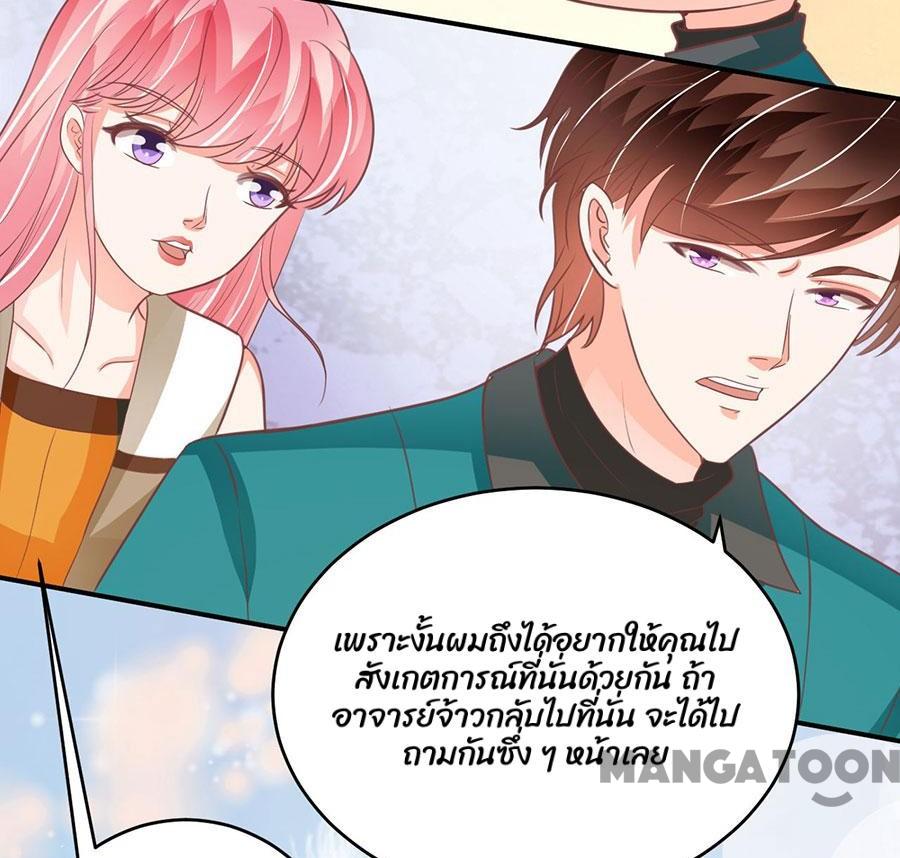 เพราะงั้นผมถึงได้อยากให้คุณไป
สังเกตการณ์ที่นั่นด้วยกัน ถ้า
อาจารย์จ้าวกลับไปที่นั่น จะได้ไป
ถามกันซึ่ง ๆ หน้าเลย
MANGATOON